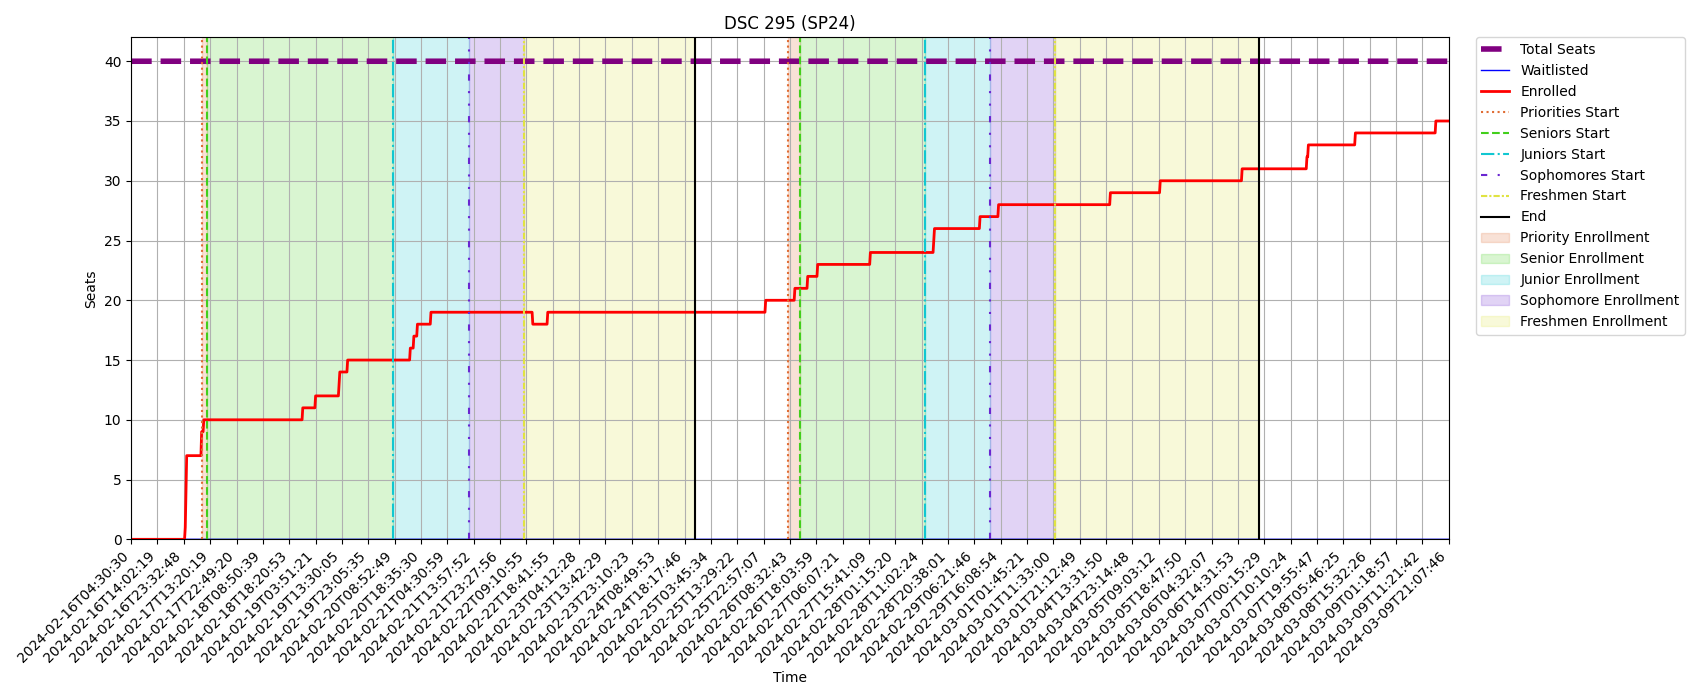 DSC 295 (SP24)
Seats
40
35
30
25
20
15
10
5
0
2024-02-16T04:30:30
2024-02-16T14:02:19
2024-02-16T23:32:48
2024-02-17T13:20:19
2024-02-17T22:49:20
2024-02-18T08:50:39
2024-02-18T18:20:53
2024-02-19T03:51:21
2024-02-19T13:30:05
2024-02-19T23:05:35
2024-02-20T08:52:49
2024-02-20T18:35:30
2024-02-21T04:30:59
2024-02-21T13:57:52
2024-02-21T23:27:56
2024-02-22T09:10:55
2024-02-22T18:41:55
2024-02-23T04:12:28
2024-02-23T13:42:29
2024-02-23T23:10:23
2024-02-24T08:49:53
2024-02-24T18:17:46
2024-02-25T03:45:34
2024-02-25T13:29:22
2024-02-25T22:57:07
2024-02-26T08:32:43
2024-02-26T18:03:59
2024-02-27T06:07:21
2024-02-27T15:41:09
2024-02-28T01:15:20
2024-02-28T11:02:24
2024-02-28T20:38:01
2024-02-29T06:21:46
2024-02-29T16:08:54
2024-03-01T01:45:21
2024-03-01T11:33:00
2024-03-01T21:12:49
2024-03-04T13:31:50
2024-03-04T23:14:48
2024-03-05T09:03:12
2024-03-05T18:47:50
2024-03-06T04:32:07
2024-03-06T14:31:53
2024-03-07T00:15:29
2024-03-07T10:10:24
2024-03-07T19:55:47
2024-03-08T05:46:25
2024-03-08T15:32:26
2024-03-09T01:18:57
2024-03-09T11:21:42
2024-03-09T21:07:46
Time
Total Seats
Waitlisted
Enrolled
Priorities Start
Seniors Start
Juniors Start
Sophomores Start
Freshmen Start
End
Priority Enrollment
Senior Enrollment
Junior Enrollment
Sophomore Enrollment
Freshmen Enrollment